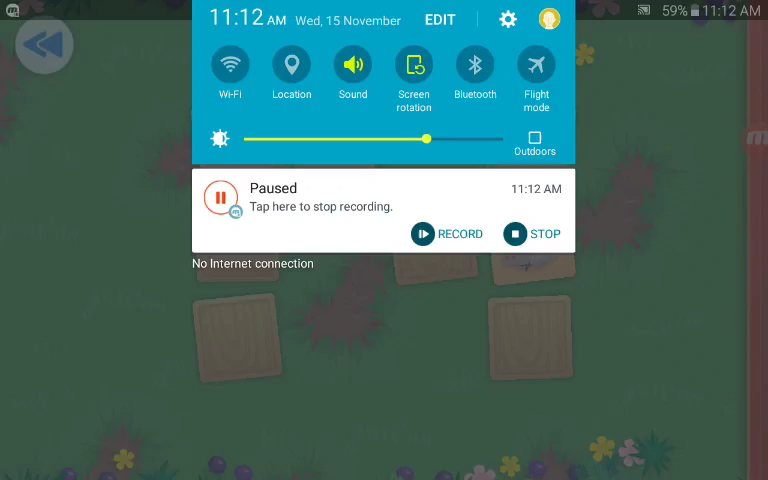 11:12 AM Wed, 15 November EDIT
59% 11:12 AM
Wi-Fi Location Sound Screen rotation Bluetooth Flight mode
Outdoors
Paused 11:12 AM
Tap here to stop recording.
RECORD STOP
No Internet connection